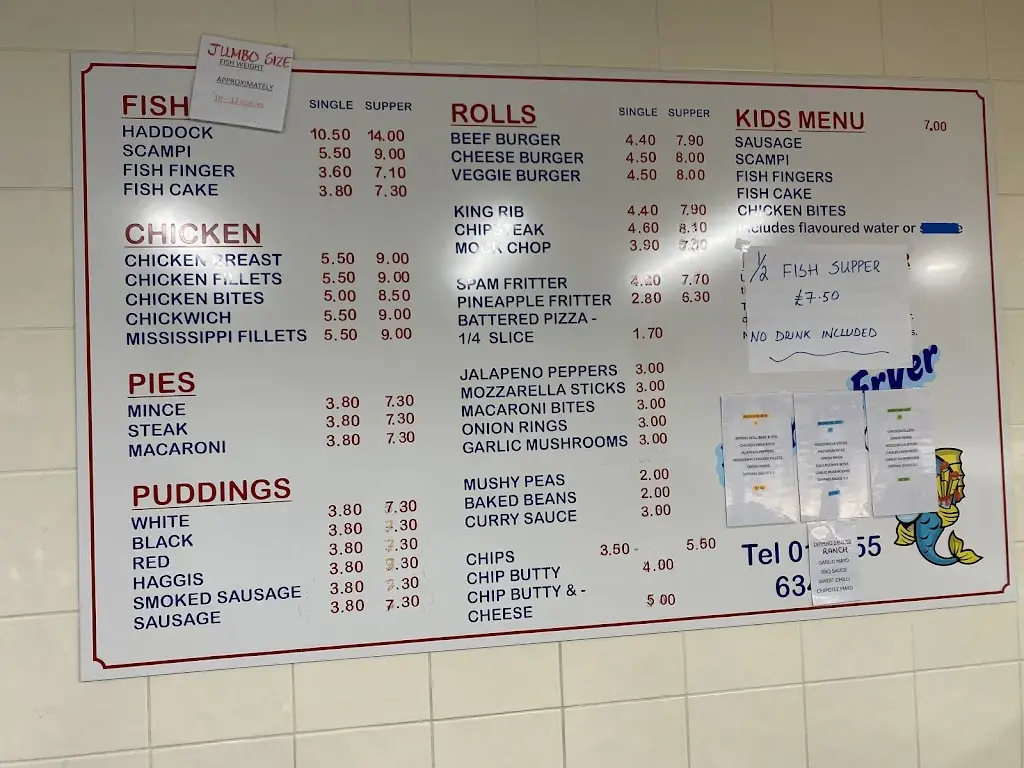 JUMBO SIZE
FISH WEIGHT
APPROXIMATELY
10 - 12 ounces
FISH SINGLE SUPPER
HADDOCK 10.50 14.00
SCAMPI 5.50 9.00
FISH FINGER 3.60 7.10
FISH CAKE 3.80 7.30
CHICKEN
CHICKEN BREAST 5.50 9.00
CHICKEN FILLETS 5.50 9.00
CHICKEN BITES 5.00 8.50
CHICKWICH 5.50 9.00
MISSISSIPPI FILLETS 5.50 9.00
PIES
MINCE 3.80 7.30
STEAK 3.80 7.30
MACARONI 3.80 7.30
PUDDINGS
WHITE 3.80 7.30
BLACK 3.80 7.30
RED 3.80 7.30
HAGGIS 3.80 7.30
SMOKED SAUSAGE 3.80 7.30
SAUSAGE 3.80 7.30
ROLLS SINGLE SUPPER
BEEF BURGER 4.40 7.90
CHEESE BURGER 4.50 8.00
VEGGIE BURGER 4.50 8.00
KING RIB 4.40 7.90
CHIPSTEAK 4.60 8.10
MOCK CHOP 3.90
SPAM FRITTER 4.20 7.70
PINEAPPLE FRITTER 2.80 6.30
BATTERED PIZZA -
1/4 SLICE 1.70
JALAPENO PEPPERS 3.00
MOZZARELLA STICKS 3.00
MACARONI BITES 3.00
ONION RINGS 3.00
GARLIC MUSHROOMS 3.00
MUSHY PEAS 2.00
BAKED BEANS 2.00
CURRY SAUCE 3.00
CHIPS 3.50 - 5.50
CHIP BUTTY 4.00
CHIP BUTTY & -
CHEESE 5.00
KIDS MENU 7.00
SAUSAGE
SCAMPI
FISH FINGERS
FISH CAKE
CHICKEN BITES
Includes flavoured water or
1/2 FISH SUPPER
£7.50
NO DRINK INCLUDED
Fryer
Tel 01 55
634
RANCH
GARLIC MAYO
BBQ SAUCE
SWEET CHILLI
CHIPOTLE MAYO